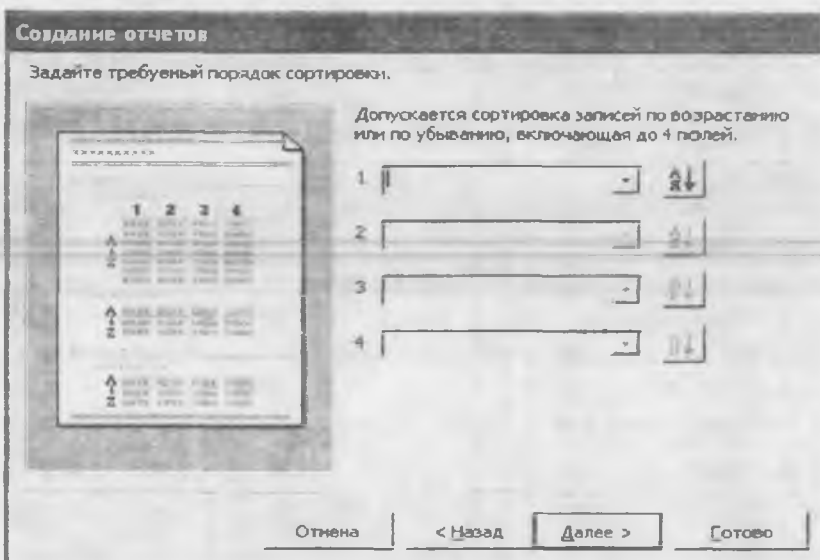 Создание отчетов
Задайте требуемый порядок сортировки.
Допускается сортировка записей по возрастанию
или по убыванию, включающая до 4 полей.
1
2
3
4
1 2 3 4
Отмена
< Назад
Далее >
Готово